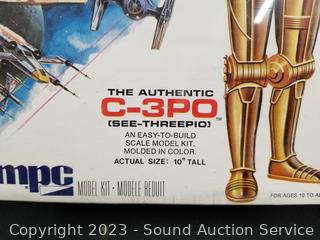 THE AUTHENTIC
C-3PO™
(SEE-THREEPIO)
AN EASY-TO-BUILD
SCALE MODEL KIT.
MOLDED IN COLOR.
ACTUAL SIZE: 10" TALL
mpc
MODEL KIT • MODELE REDUIT
FOR AGES 10 TO
Copyright 2023 - Sound Auction Service